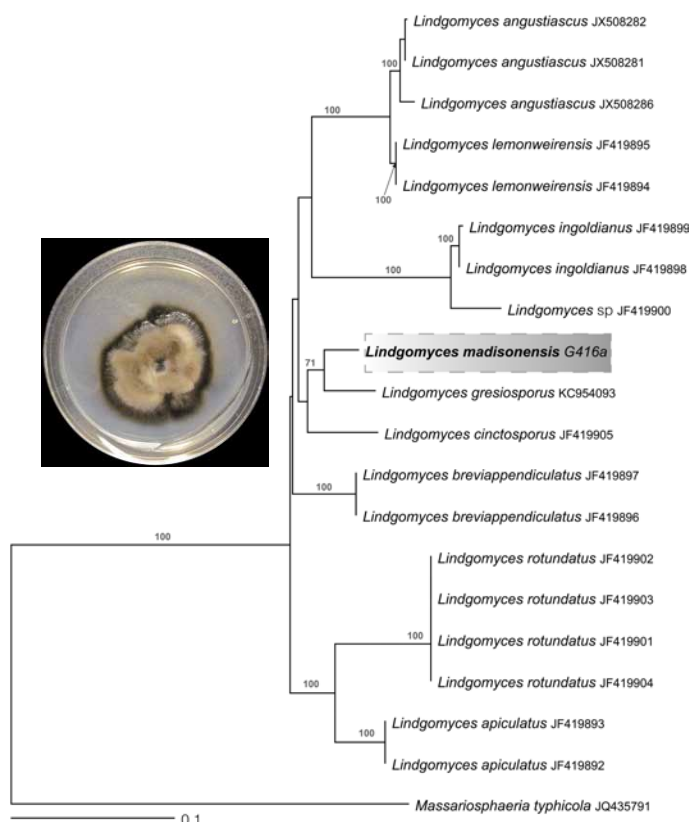 Lindgomyces angustiascus JX508282
100
Lindgomyces angustiascus JX508281
100
Lindgomyces angustiascus JX508286
Lindgomyces lemonweirensis JF419895
Lindgomyces lemonweirensis JF419894
100
Lindgomyces ingoldianus JF419899
100
Lindgomyces ingoldianus JF419898
100
Lindgomyces sp JF419900
Lindgomyces madisonensis G416a
71
Lindgomyces gresiosporus KC954093
Lindgomyces cinctosporus JF419905
Lindgomyces breviappendiculatus JF419897
100
Lindgomyces breviappendiculatus JF419896
100
Lindgomyces rotundatus JF419902
Lindgomyces rotundatus JF419903
100
Lindgomyces rotundatus JF419901
100
Lindgomyces rotundatus JF419904
Lindgomyces apiculatus JF419893
100
Lindgomyces apiculatus JF419892
Massariosphaeria typhicola JQ435791
0.1